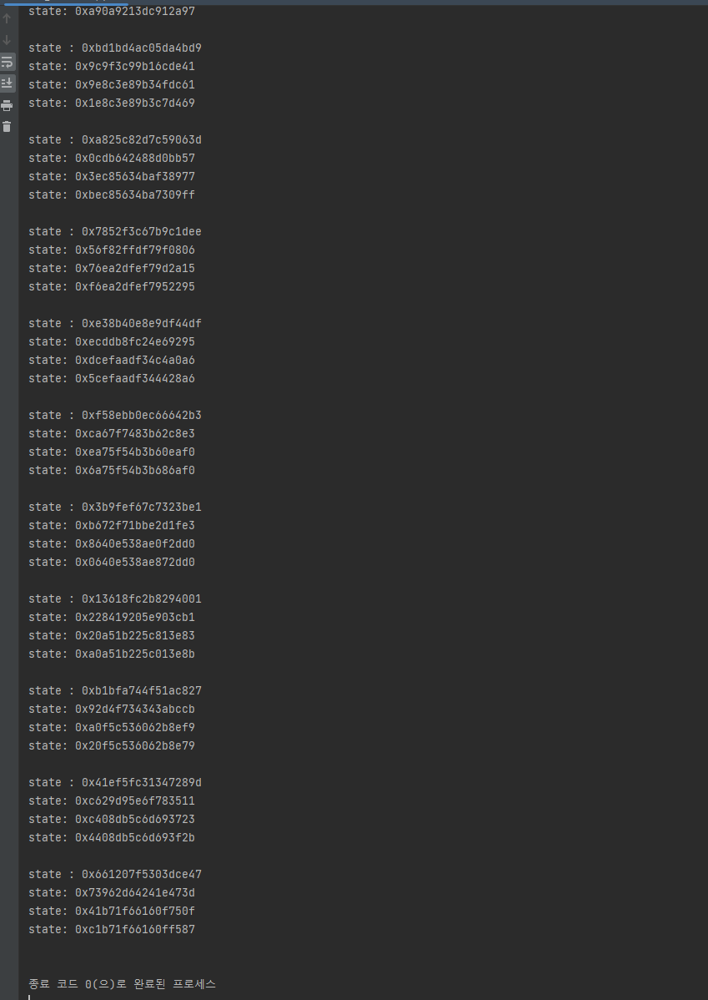 state: 0xa90a9213dc912a97
state : 0xbd1bd4ac05da4bd9
state: 0x9c9f3c99b16cde41
state: 0x9e8c3e89b34fdc61
state: 0x1e8c3e89b3c7d469
state : 0xa825c82d7c59063d
state: 0x0cdb642488d0bb57
state: 0x3ec85634baf38977
state: 0xbec85634ba7309ff
state : 0x7852f3c67b9c1dee
state: 0x56f82ffdf79f0806
state: 0x76ea2dfef79d2a15
state: 0xf6ea2dfef7952295
state : 0xe38b40e8e9df44df
state: 0xecddb8fc24e69295
state: 0xdcefaadf34c4a0a6
state: 0x5cefaadf344428a6
state : 0xf58ebb0ec66642b3
state: 0xca67f7483b62c8e3
state: 0xea75f54b3b60eaf0
state: 0x6a75f54b3b686af0
state : 0x3b9fef67c7323be1
state: 0xb672f71bbe2d1fe3
state: 0x8640e538ae0f2dd0
state: 0x0640e538ae872dd0
state : 0x13618fc2b8294001
state: 0x228419205e903cb1
state: 0x20a51b225c813e83
state: 0xa0a51b225c013e8b
state : 0xb1bfa744f51ac827
state: 0x92d4f734343abccb
state: 0xa0f5c536062b8ef9
state: 0x20f5c536062b8e79
state : 0x41ef5fc31347289d
state: 0xc629d95e6f783511
state: 0xc408db5c6d693723
state: 0x4408db5c6d693f2b
state : 0x661207f5303dce47
state: 0x73962d64241e473d
state: 0x41b71f66160f750f
state: 0xc1b71f66160ff587
종료 코드 0(으)로 완료된 프로세스